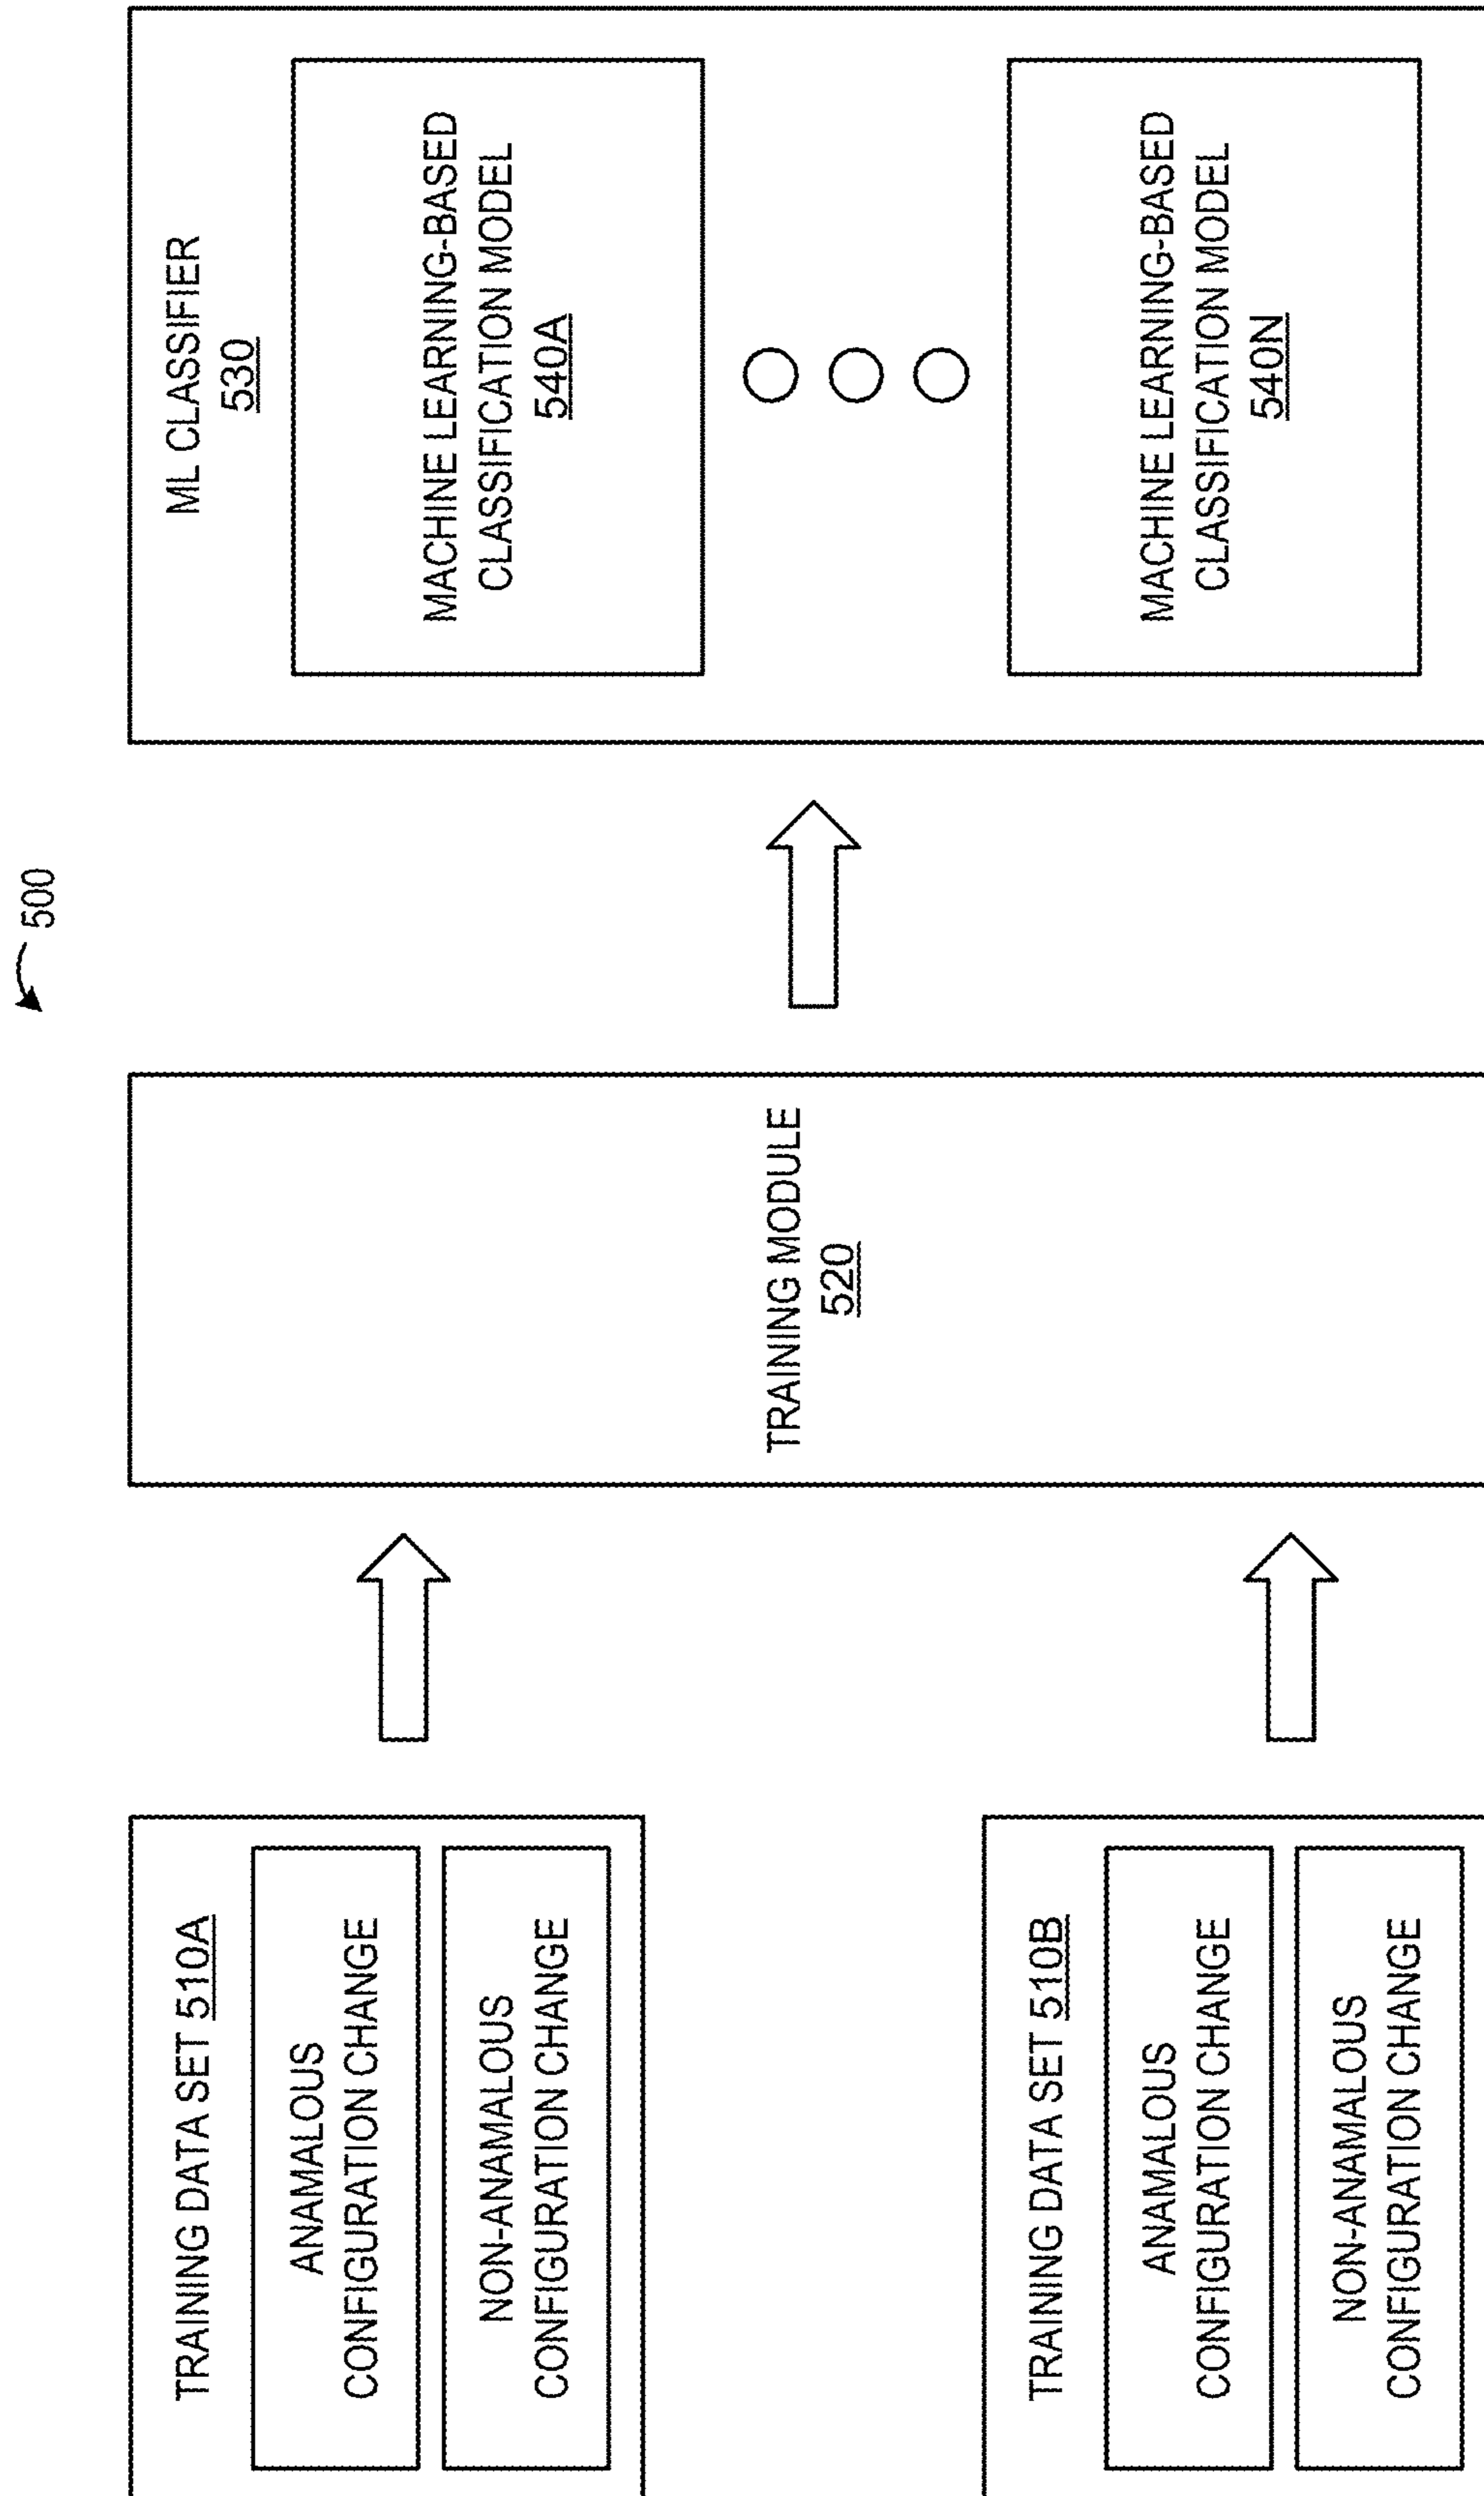 500
TRAINING DATA SET 510A
ANAMALOUS
CONFIGURATION CHANGE
NON-ANAMALOUS
CONFIGURATION CHANGE
TRAINING DATA SET 510B
ANAMALOUS
CONFIGURATION CHANGE
NON-ANAMALOUS
CONFIGURATION CHANGE
TRAINING MODULE
520
ML CLASSIFIER
530
MACHINE LEARNING-BASED
CLASSIFICATION MODEL
540A
MACHINE LEARNING-BASED
CLASSIFICATION MODEL
540N